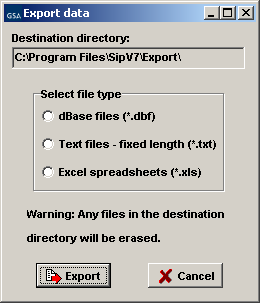 GSA Export data
Destination directory:
C:\Program Files\SipV7\Export\
Select file type
dBase files (*.dbf)
Text files - fixed length (*.txt)
Excel spreadsheets (*.xls)
Warning: Any files in the destination
directory will be erased.
Export
Cancel